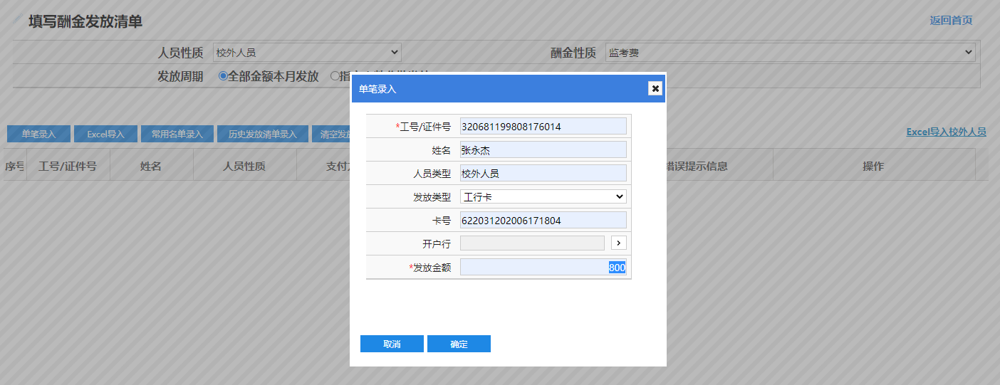 填写酬金发放清单
返回首页
人员性质 校外人员 酬金性质 监考费
发放周期 全部金额本月发放
单笔录入
单笔录入 Excel导入 常用名单录入 历史发放清单录入 清空发放
Excel导入校外人员
序号 工号/证件号 姓名 人员性质 支付方 错误提示信息 操作
*工号/证件号 320681199808176014
姓名 张永杰
人员类型 校外人员
发放类型 工行卡
卡号 622031202006171804
开户行
*发放金额 800
取消 确定